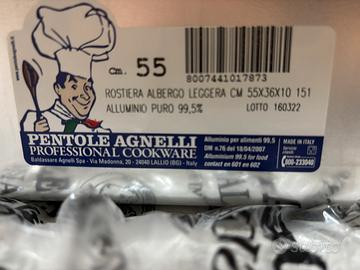 cm. 55
8007441017873
ROSTIERA ALBERGO LEGGERA CM 55X36X10 151
ALLUMINIO PURO 99,5%
LOTTO 160322
PENTOLE AGNELLI
PROFESSIONAL COOKWARE
Baldassare Agnelli Spa - Via Madonna, 20 - 24040 LALLIO (BG) - Italy
Alluminio per alimenti 99,5
DM n.76 del 18/04/2007
Alluminium 99.5 for food
contact en 601 en 602
MADE IN ITALY
800-233040
subito